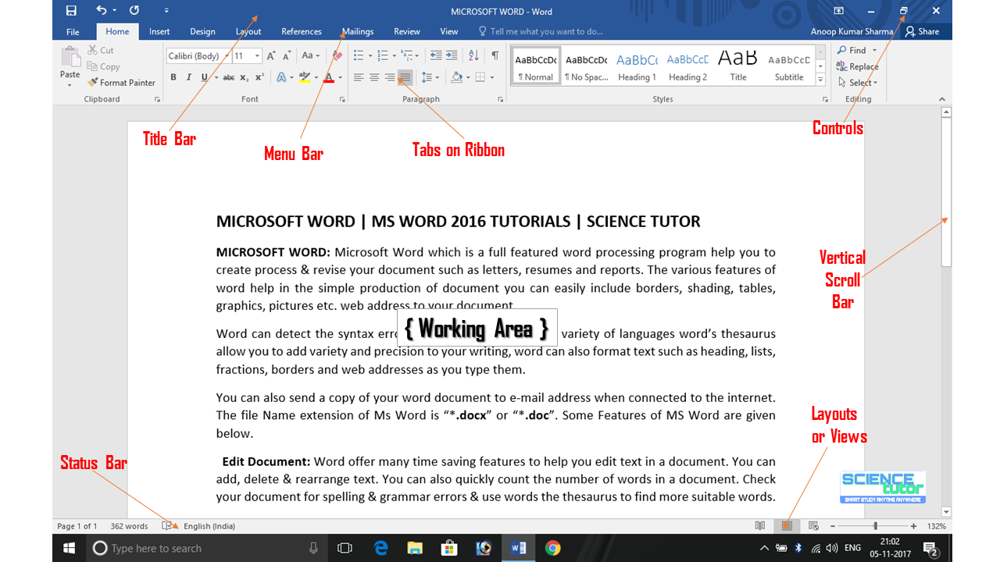 MICROSOFT WORD - Word
File Home Insert Design Layout References Mailings Review View Tell me what you want to do... Anoop Kumar Sharma Share
Paste
Cut
Copy
Format Painter
Clipboard
Calibri (Body) 11 Aa
B I U abc x2 x2 A aby A
Font
Paragraph
AaBbCcDc AaBbCcDc AaBbCc AaBbCcD AaB AaBbCcD
¶ Normal ¶ No Spac... Heading 1 Heading 2 Title Subtitle
Styles
Find
Replace
Select
Editing
Title Bar
Menu Bar
Tabs on Ribbon
Controls
MICROSOFT WORD | MS WORD 2016 TUTORIALS | SCIENCE TUTOR
MICROSOFT WORD: Microsoft Word which is a full featured word processing program help you to
create process & revise your document such as letters, resumes and reports. The various features of
word help in the simple production of document you can easily include borders, shading, tables,
graphics, pictures etc. web address to your document
{ Working Area }
Word can detect the syntax variety of languages word's thesaurus
allow you to add variety and precision to your writing, word can also format text such as heading, lists,
fractions, borders and web addresses as you type them.
You can also send a copy of your word document to e-mail address when connected to the internet.
The file Name extension of Ms Word is “*.docx” or “*.doc”. Some Features of MS Word are given
below.
Edit Document: Word offer many time saving features to help you edit text in a document. You can
add, delete & rearrange text. You can also quickly count the number of words in a document. Check
your document for spelling & grammar errors & use words the thesaurus to find more suitable words.
Vertical
Scroll
Bar
Layouts
or Views
Status Bar
SCIENCE
tutor
SMART STUDY ANYTIME ANYWHERE
Page 1 of 1 362 words English (India) 132%
Type here to search
ENG
21:02
05-11-2017
2